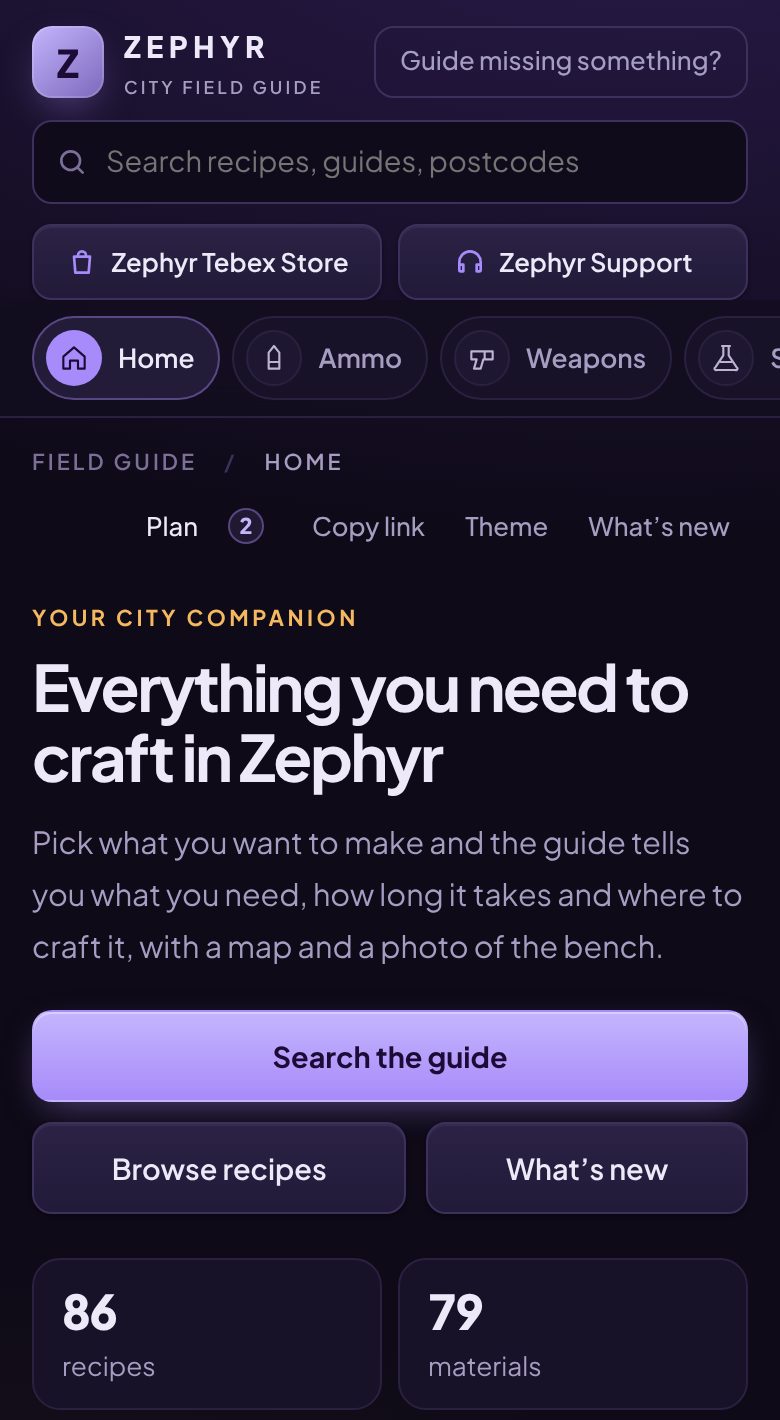 Z
ZEPHYR
CITY FIELD GUIDE
Guide missing something?
Search recipes, guides, postcodes
Zephyr Tebex Store
Zephyr Support
Home
Ammo
Weapons
S
FIELD GUIDE / HOME
Plan 2 Copy link Theme What’s new
YOUR CITY COMPANION
Everything you need to
craft in Zephyr
Pick what you want to make and the guide tells
you what you need, how long it takes and where to
craft it, with a map and a photo of the bench.
Search the guide
Browse recipes
What’s new
86
recipes
79
materials